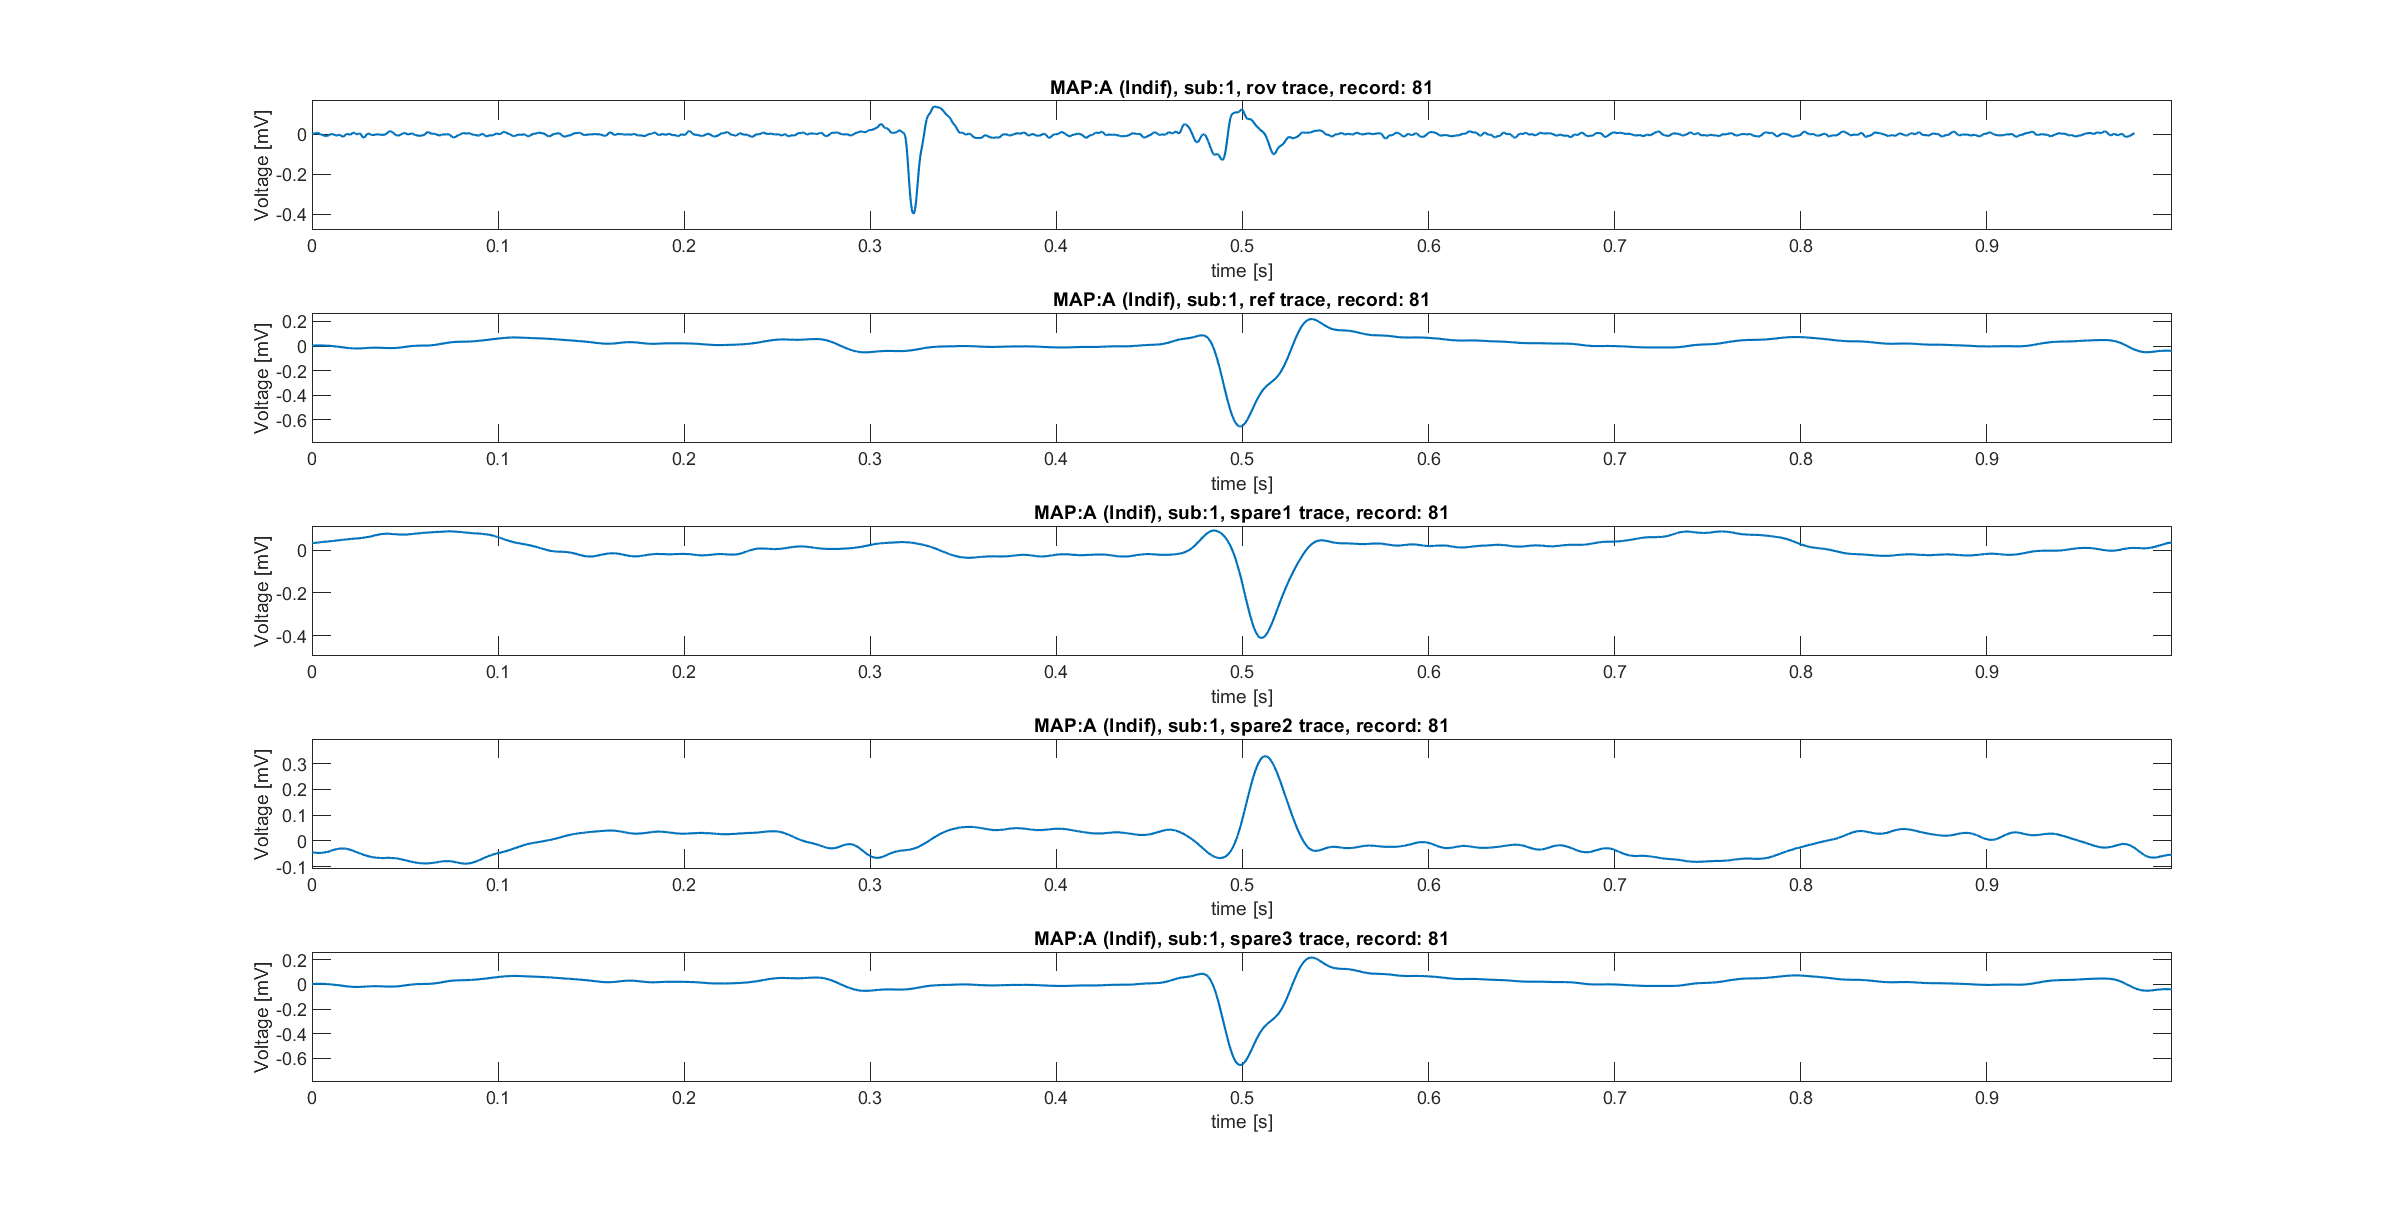 MAP:A (Indif), sub:1, rov trace, record: 81
Voltage [mV]
0
-0.2
-0.4
0 0.1 0.2 0.3 0.4 0.5 0.6 0.7 0.8 0.9
time [s]
MAP:A (Indif), sub:1, ref trace, record: 81
Voltage [mV]
0.2
0
-0.2
-0.4
-0.6
0 0.1 0.2 0.3 0.4 0.5 0.6 0.7 0.8 0.9
time [s]
MAP:A (Indif), sub:1, spare1 trace, record: 81
Voltage [mV]
0
-0.2
-0.4
0 0.1 0.2 0.3 0.4 0.5 0.6 0.7 0.8 0.9
time [s]
MAP:A (Indif), sub:1, spare2 trace, record: 81
Voltage [mV]
0.3
0.2
0.1
0
-0.1
0 0.1 0.2 0.3 0.4 0.5 0.6 0.7 0.8 0.9
time [s]
MAP:A (Indif), sub:1, spare3 trace, record: 81
Voltage [mV]
0.2
0
-0.2
-0.4
-0.6
0 0.1 0.2 0.3 0.4 0.5 0.6 0.7 0.8 0.9
time [s]